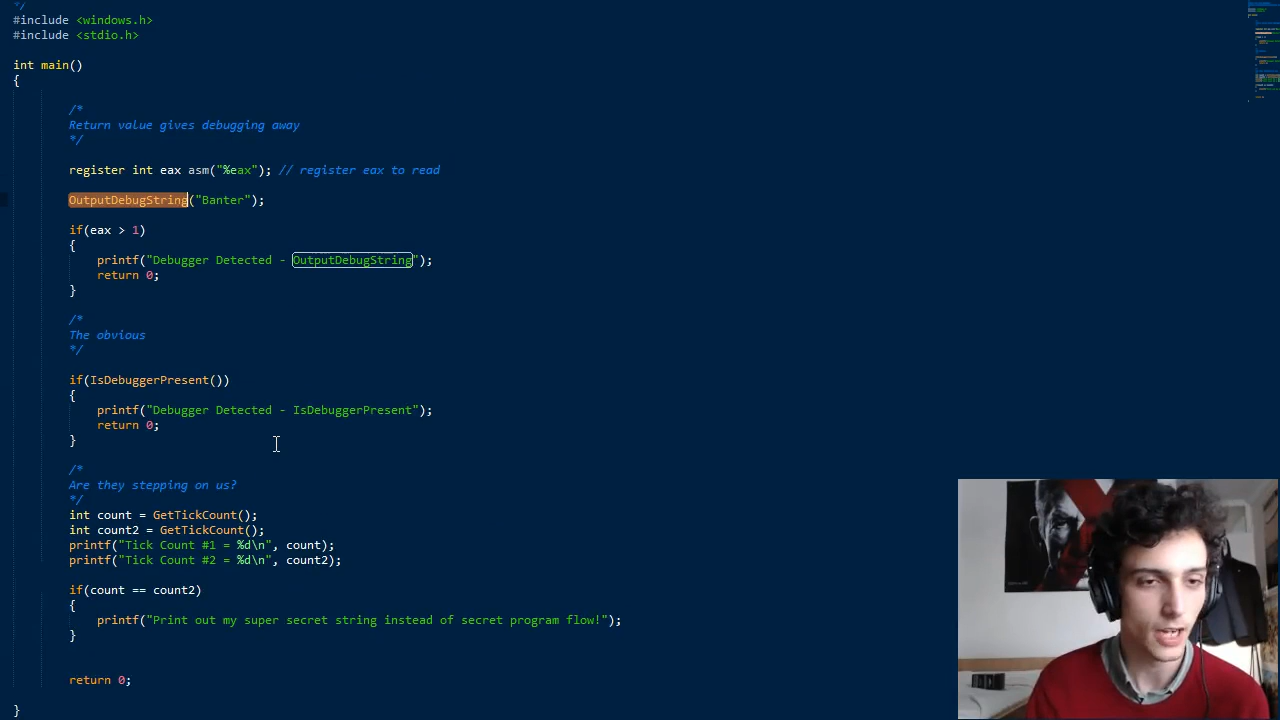 */
#include <windows.h>
#include <stdio.h>
int main()
{
/*
Return value gives debugging away
*/
register int eax asm("%eax"); // register eax to read
OutputDebugString("Banter");
if(eax > 1)
{
printf("Debugger Detected - OutputDebugString");
return 0;
}
/*
The obvious
*/
if(IsDebuggerPresent())
{
printf("Debugger Detected - IsDebuggerPresent");
return 0;
}
/*
Are they stepping on us?
*/
int count = GetTickCount();
int count2 = GetTickCount();
printf("Tick Count #1 = %d\n", count);
printf("Tick Count #2 = %d\n", count2);
if(count == count2)
{
printf("Print out my super secret string instead of secret program flow!");
}
return 0;
}